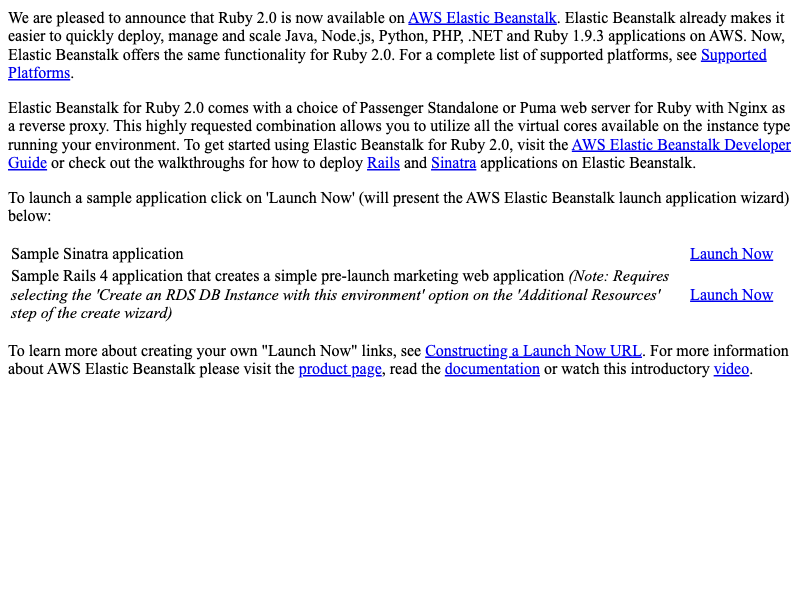 We are pleased to announce that Ruby 2.0 is now available on AWS Elastic Beanstalk. Elastic Beanstalk already makes it
easier to quickly deploy, manage and scale Java, Node.js, Python, PHP, .NET and Ruby 1.9.3 applications on AWS. Now,
Elastic Beanstalk offers the same functionality for Ruby 2.0. For a complete list of supported platforms, see Supported
Platforms.
Elastic Beanstalk for Ruby 2.0 comes with a choice of Passenger Standalone or Puma web server for Ruby with Nginx as
a reverse proxy. This highly requested combination allows you to utilize all the virtual cores available on the instance type
running your environment. To get started using Elastic Beanstalk for Ruby 2.0, visit the AWS Elastic Beanstalk Developer
Guide or check out the walkthroughs for how to deploy Rails and Sinatra applications on Elastic Beanstalk.
To launch a sample application click on 'Launch Now' (will present the AWS Elastic Beanstalk launch application wizard)
below:
Sample Sinatra application Launch Now
Sample Rails 4 application that creates a simple pre-launch marketing web application (Note: Requires
selecting the 'Create an RDS DB Instance with this environment' option on the 'Additional Resources' Launch Now
step of the create wizard)
To learn more about creating your own "Launch Now" links, see Constructing a Launch Now URL. For more information
about AWS Elastic Beanstalk please visit the product page, read the documentation or watch this introductory video.